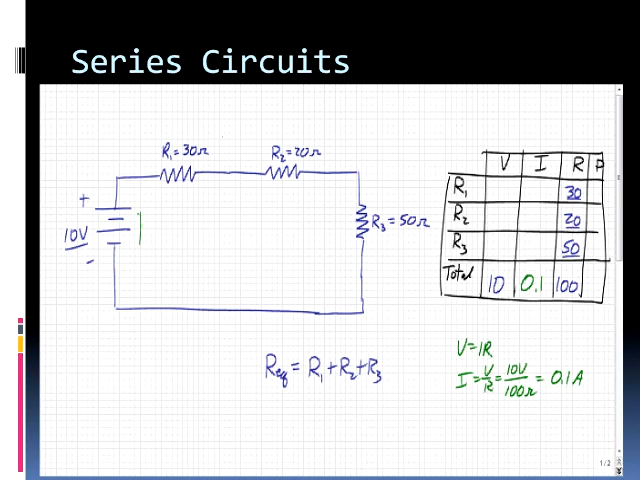 Series Circuits
R₁=30Ω R₂=20Ω
+
10V
-
R₃=50Ω
V I R P
R₁ 30
R₂ 20
R₃ 50
Total 10 0.1 100
Req = R₁+R₂+R₃
V=IR
I=V/R=10V/100Ω=0.1A
1/2